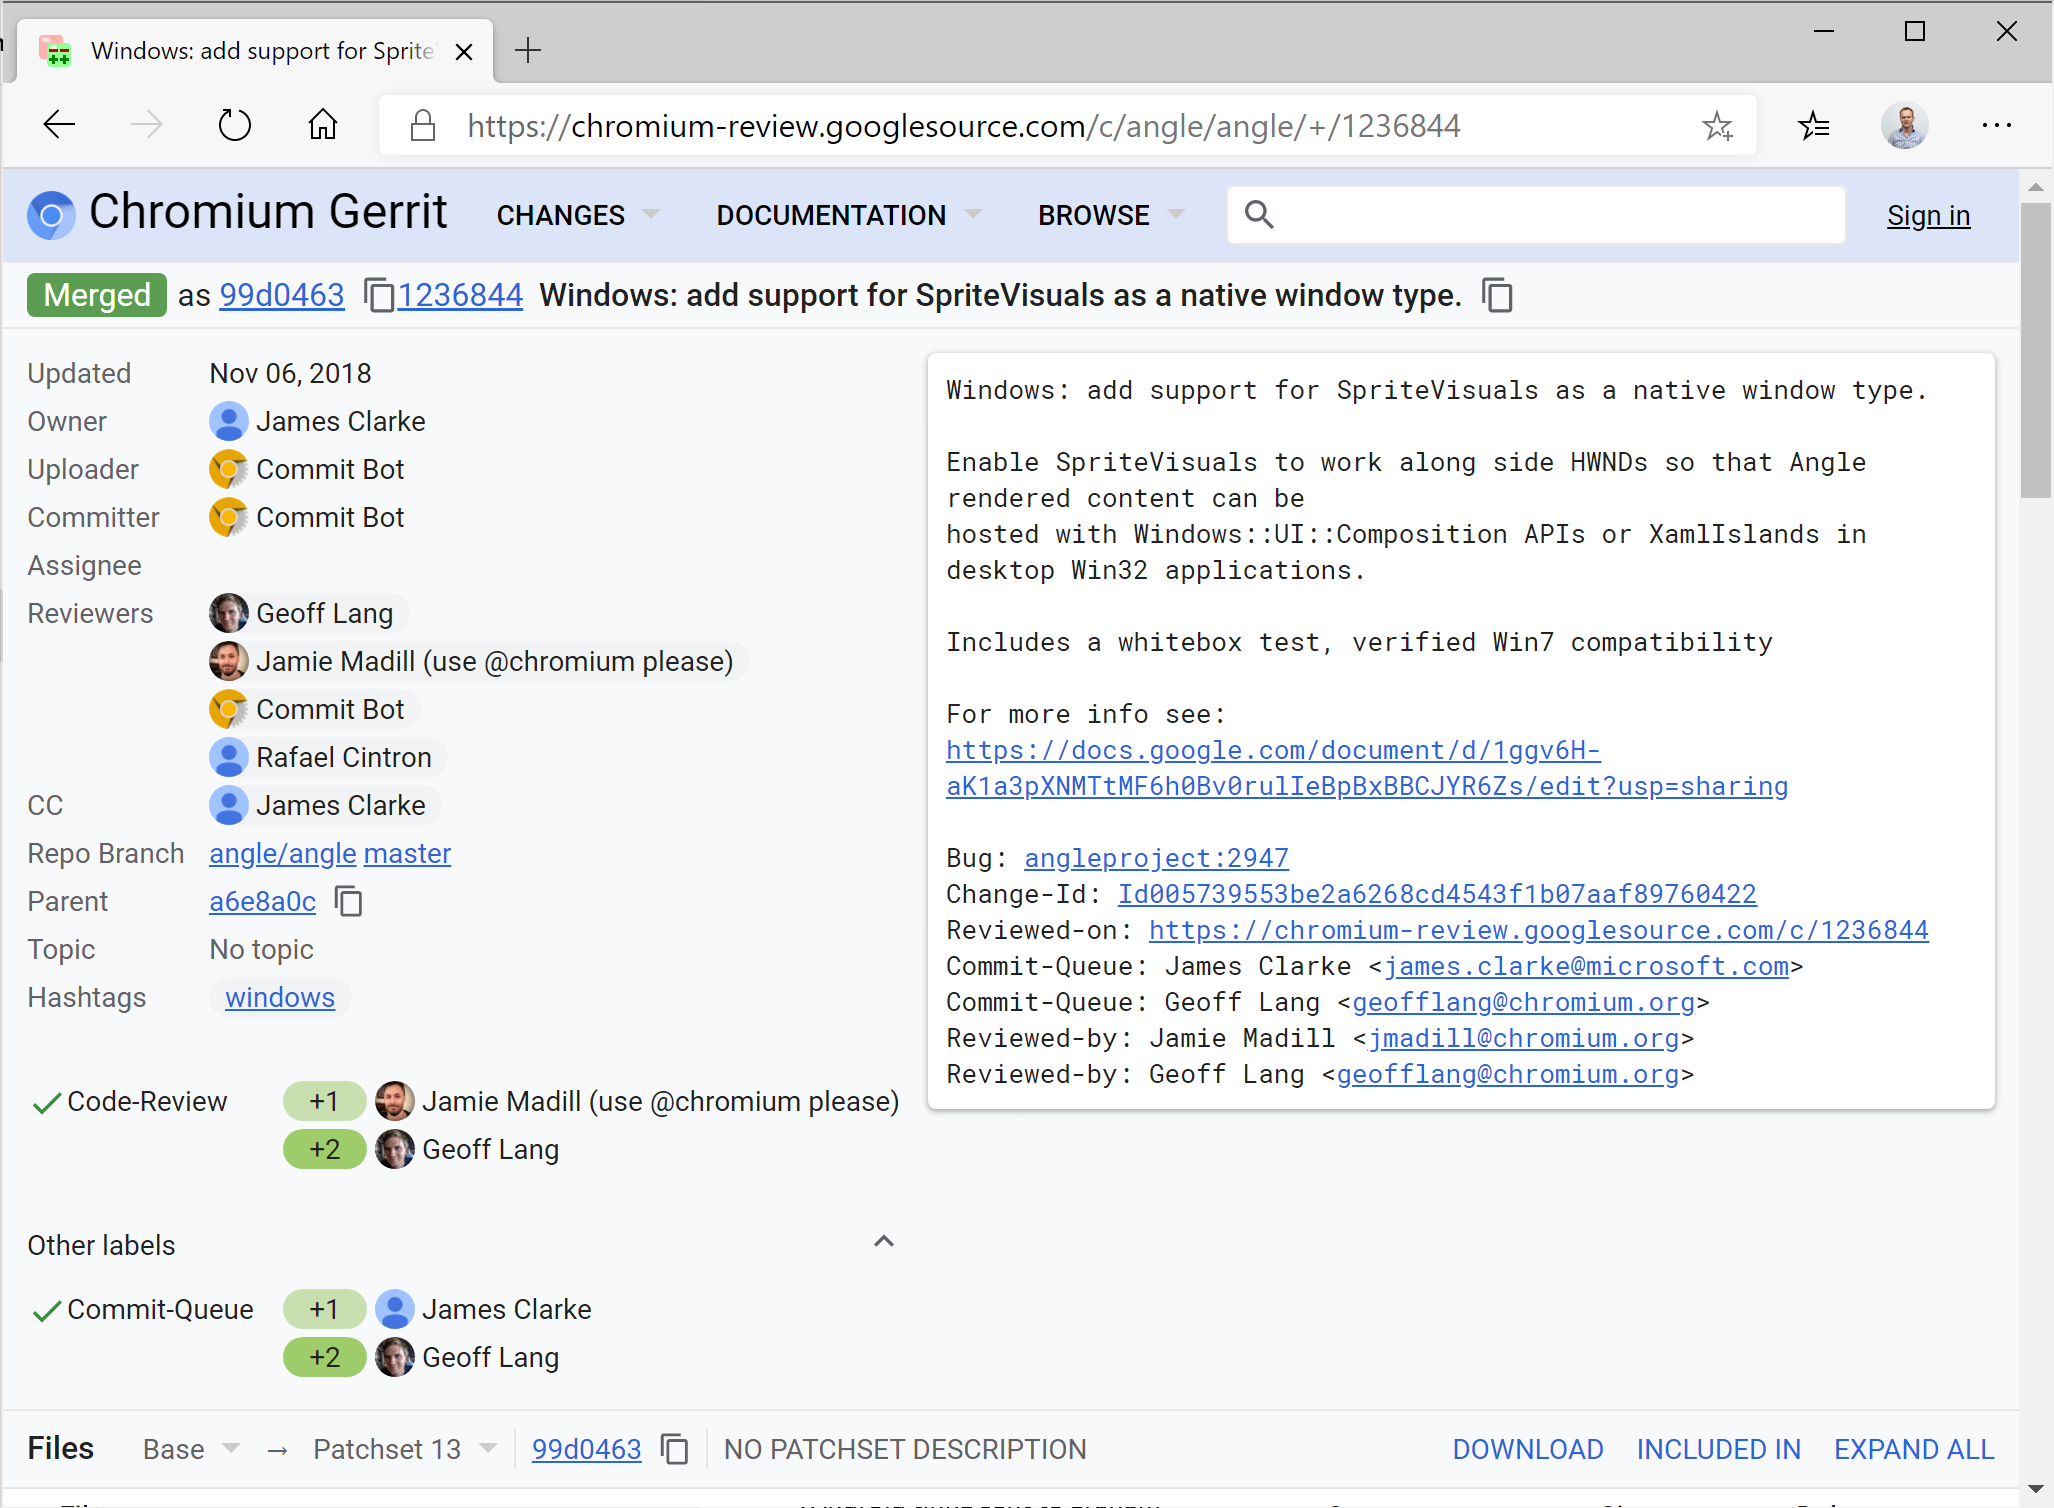 Windows: add support for Sprite
https://chromium-review.googlesource.com/c/angle/angle/+/1236844
Chromium Gerrit CHANGES DOCUMENTATION BROWSE Sign in
Merged as 99d0463 1236844 Windows: add support for SpriteVisuals as a native window type.
Updated Nov 06, 2018
Owner James Clarke
Uploader Commit Bot
Committer Commit Bot
Assignee
Reviewers Geoff Lang
Jamie Madill (use @chromium please)
Commit Bot
Rafael Cintron
CC James Clarke
Repo Branch angle/angle master
Parent a6e8a0c
Topic No topic
Hashtags windows
Code-Review +1 Jamie Madill (use @chromium please)
+2 Geoff Lang
Other labels
Commit-Queue +1 James Clarke
+2 Geoff Lang
Windows: add support for SpriteVisuals as a native window type.
Enable SpriteVisuals to work along side HWNDs so that Angle
rendered content can be
hosted with Windows::UI::Composition APIs or XamlIslands in
desktop Win32 applications.
Includes a whitebox test, verified Win7 compatibility
For more info see:
https://docs.google.com/document/d/1ggv6H-
aK1a3pXNMTtMF6h0Bv0rulIeBpBxBBCJYR6Zs/edit?usp=sharing
Bug: angleproject:2947
Change-Id: Id005739553be2a6268cd4543f1b07aaf89760422
Reviewed-on: https://chromium-review.googlesource.com/c/1236844
Commit-Queue: James Clarke <james.clarke@microsoft.com>
Commit-Queue: Geoff Lang <geofflang@chromium.org>
Reviewed-by: Jamie Madill <jmadill@chromium.org>
Reviewed-by: Geoff Lang <geofflang@chromium.org>
Files Base → Patchset 13 99d0463 NO PATCHSET DESCRIPTION DOWNLOAD INCLUDED IN EXPAND ALL